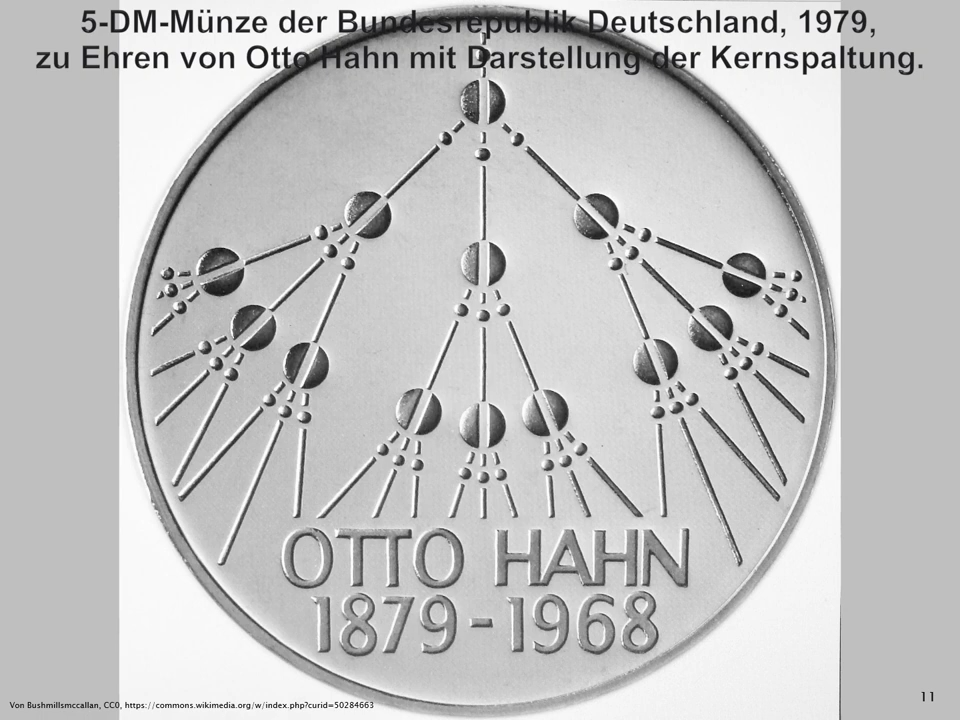 5-DM-Münze der Bundesrepublik Deutschland, 1979,
zu Ehren von Otto Hahn mit Darstellung der Kernspaltung.
OTTO HAHN
1879-1968
11
Von Bushmillsmccallan, CC0, https://commons.wikimedia.org/w/index.php?curid=50284663